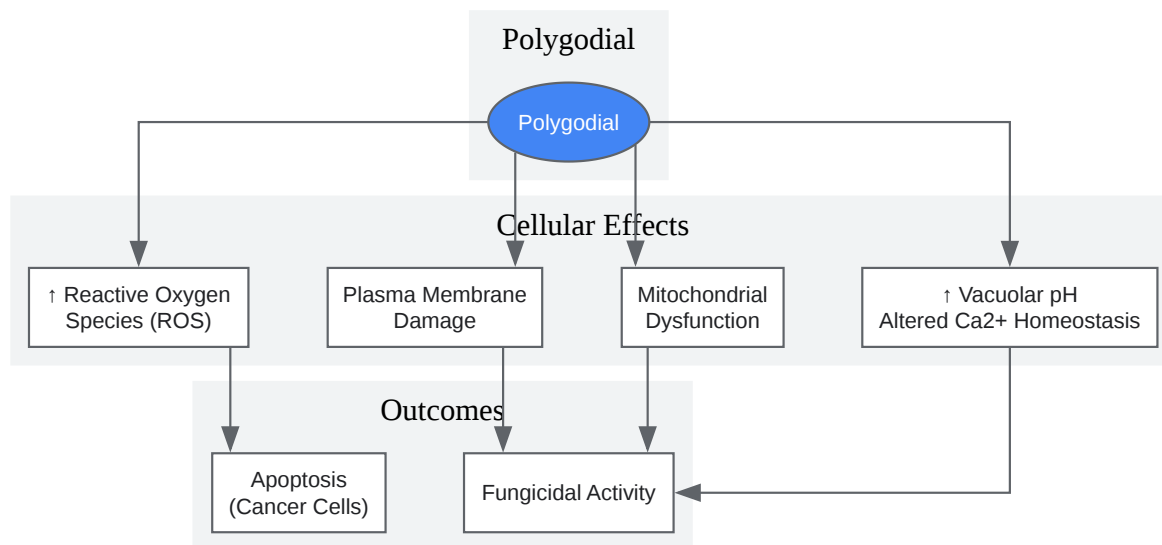 Polygodial
Polygodial
Cellular Effects
↑ Reactive Oxygen
Species (ROS)
Plasma Membrane
Damage
Mitochondrial
Dysfunction
↑ Vacuolar pH
Altered Ca2+ Homeostasis
Outcomes
Apoptosis
(Cancer Cells)
Fungicidal Activity